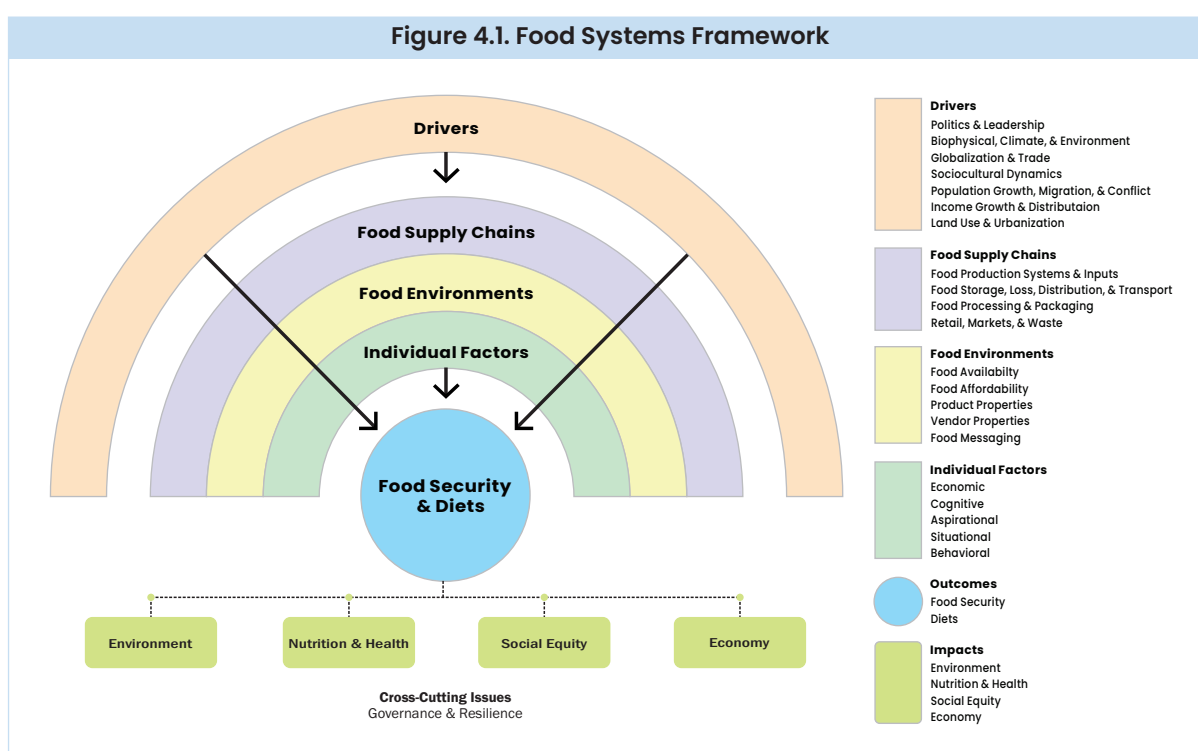 Figure 4.1. Food Systems Framework
Drivers
Food Supply Chains
Food Environments
Individual Factors
Food Security
& Diets
Environment
Nutrition & Health
Social Equity
Economy
Cross-Cutting Issues
Governance & Resilience
Drivers
Politics & Leadership
Biophysical, Climate, & Environment
Globalization & Trade
Sociocultural Dynamics
Population Growth, Migration, & Conflict
Income Growth & Distributaion
Land Use & Urbanization
Food Supply Chains
Food Production Systems & Inputs
Food Storage, Loss, Distribution, & Transport
Food Processing & Packaging
Retail, Markets, & Waste
Food Environments
Food Availabilty
Food Affordability
Product Properties
Vendor Properties
Food Messaging
Individual Factors
Economic
Cognitive
Aspirational
Situational
Behavioral
Outcomes
Food Security
Diets
Impacts
Environment
Nutrition & Health
Social Equity
Economy